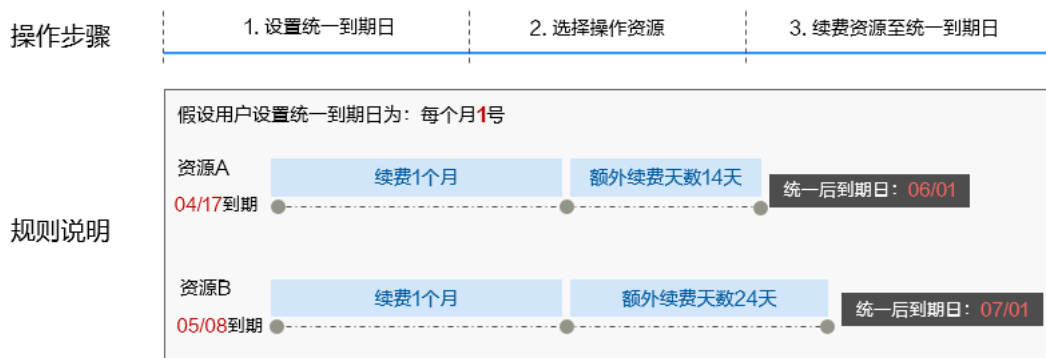 操作步骤
1. 设置统一到期日
2. 选择操作资源
3. 续费资源至统一到期日
规则说明
假设用户设置统一到期日为：每个月1号
资源A
04/17到期
续费1个月
额外续费天数14天
统一后到期日：06/01
资源B
05/08到期
续费1个月
额外续费天数24天
统一后到期日：07/01